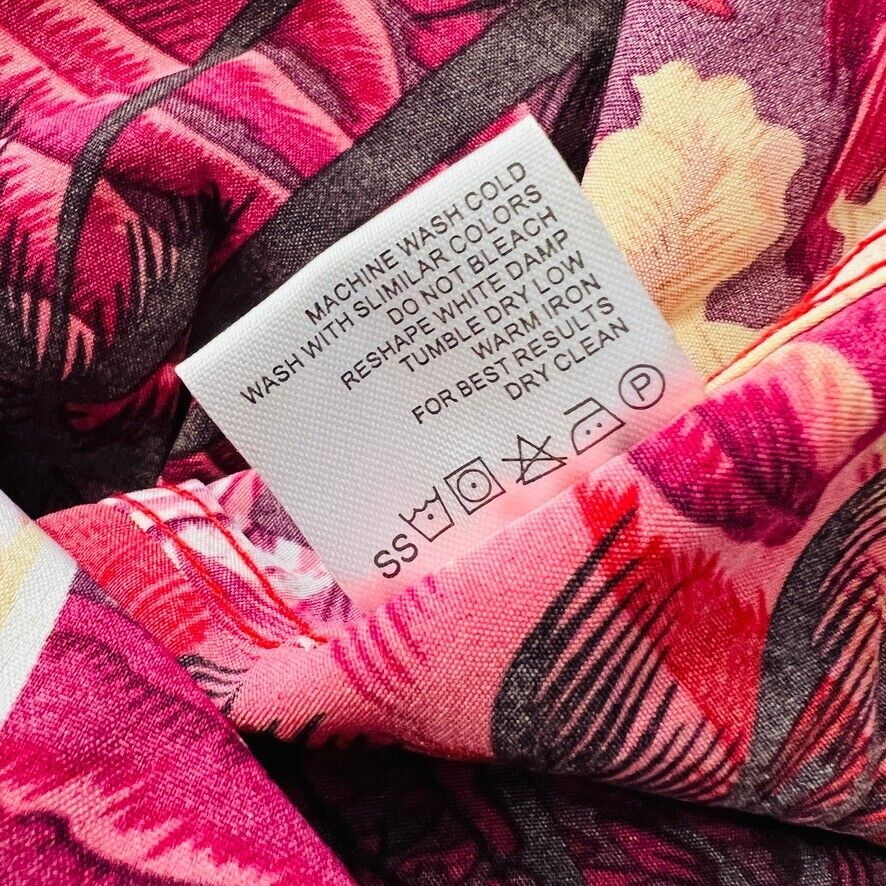 MACHINE WASH COLD
WASH WITH SLIMILAR COLORS
DO NOT BLEACH
RESHAPE WHITE DAMP
TUMBLE DRY LOW
WARM IRON
FOR BEST RESULTS
DRY CLEAN
SS P